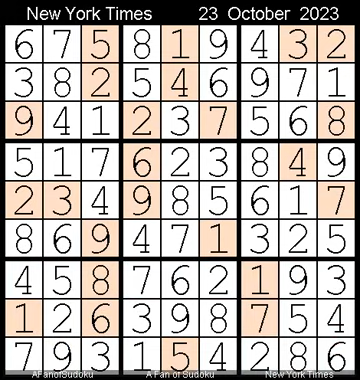 New York Times 23 October 2023
6 7 5 8 1 9 4 3 2
3 8 2 5 4 6 9 7 1
9 4 1 2 3 7 5 6 8
5 1 7 6 2 3 8 4 9
2 3 4 9 8 5 6 1 7
8 6 9 4 7 1 3 2 5
4 5 8 7 6 2 1 9 3
1 2 6 3 9 8 7 5 4
7 9 3 1 5 4 2 8 6
AFanofSudoku A Fan of Sudoku New York Times